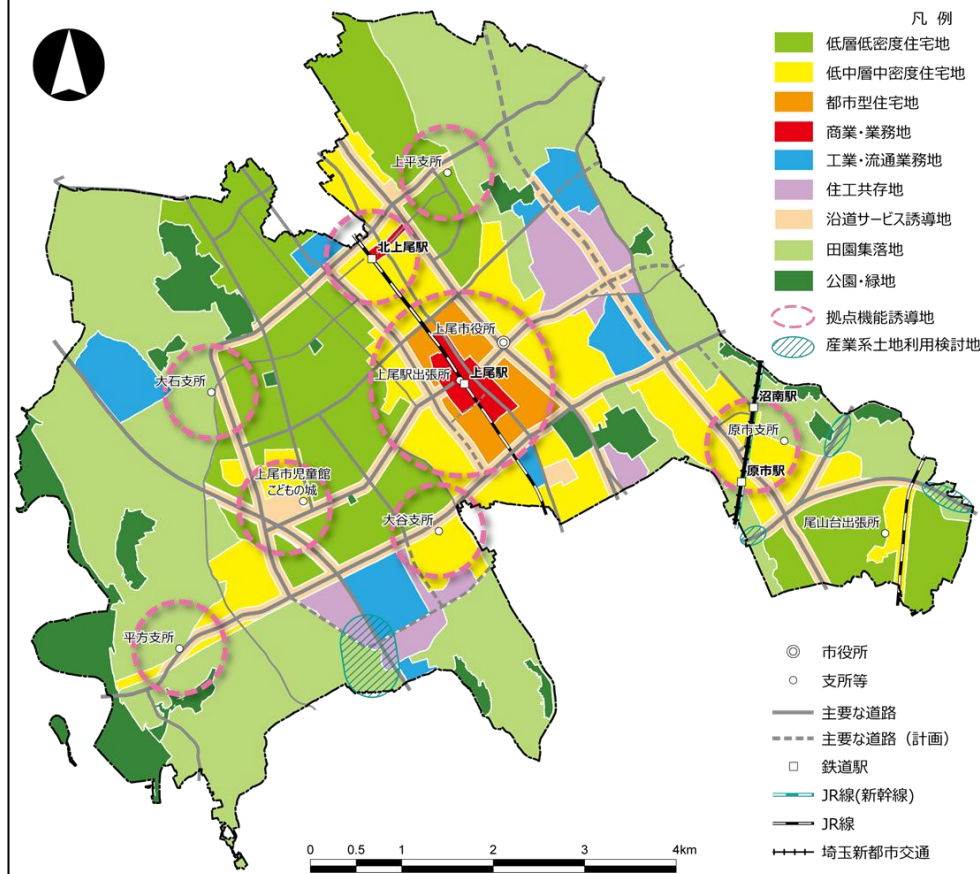 凡 例
低層低密度住宅地
低中層中密度住宅地
都市型住宅地
商業・業務地
工業・流通業務地
住工共存地
沿道サービス誘導地
田園集落地
公園・緑地
拠点機能誘導地
産業系土地利用検討地
上平支所
北上尾駅
上尾市役所
上尾駅出張所
上尾駅
大石支所
沼南駅
原市支所
原市駅
上尾市児童館
こどもの城
大谷支所
尾山台出張所
平方支所
市役所
支所等
主要な道路
主要な道路（計画）
鉄道駅
JR線(新幹線)
JR線
埼玉新都市交通
0 0.5 1 2 3 4km